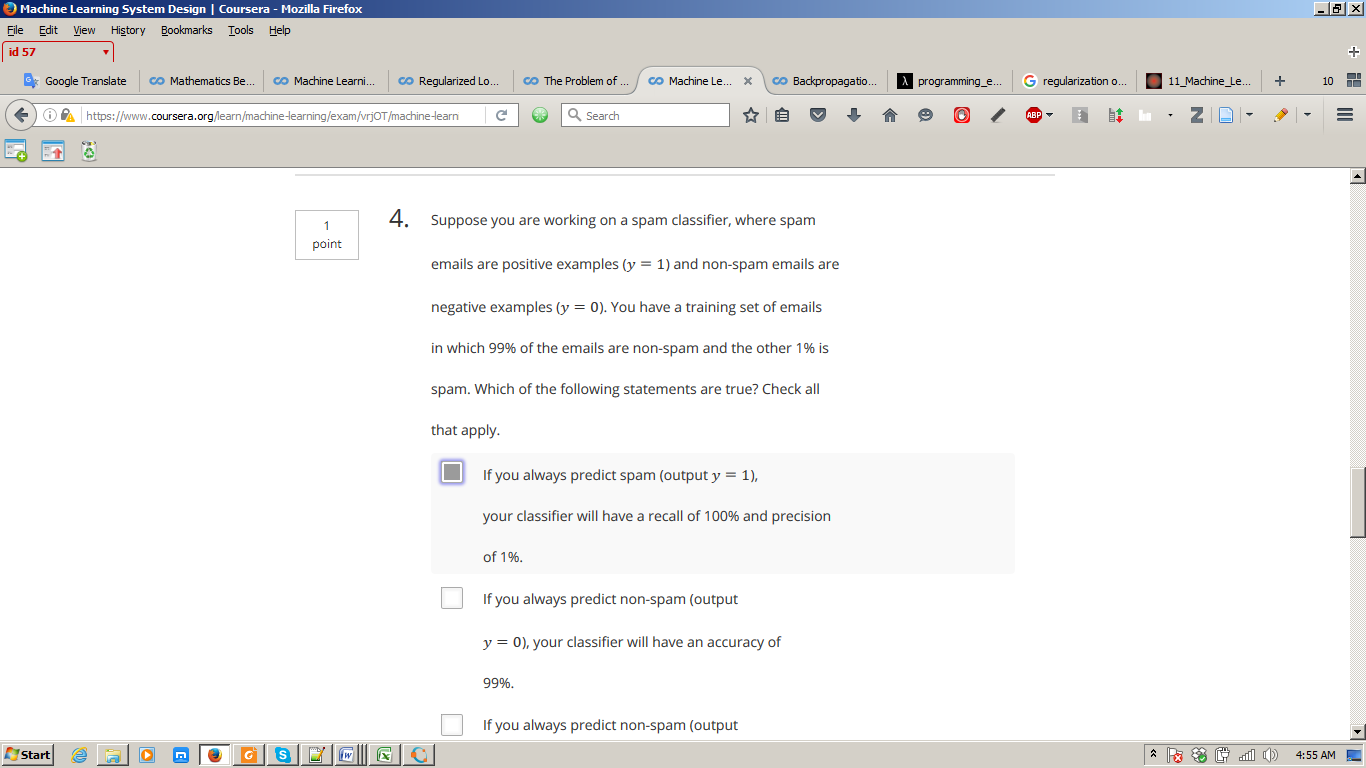 Machine Learning System Design | Coursera - Mozilla Firefox
File Edit View History Bookmarks Tools Help
id 57
Google Translate Mathematics Be... Machine Learni... Regularized Lo... The Problem of ... Machine Le... Backpropagatio... programming_e... regularization o... 11_Machine_Le... 10
https://www.coursera.org/learn/machine-learning/exam/vrjOT/machine-learn Search ABP
1
point
4. Suppose you are working on a spam classifier, where spam
emails are positive examples (y = 1) and non-spam emails are
negative examples (y = 0). You have a training set of emails
in which 99% of the emails are non-spam and the other 1% is
spam. Which of the following statements are true? Check all
that apply.
If you always predict spam (output y = 1),
your classifier will have a recall of 100% and precision
of 1%.
If you always predict non-spam (output
y = 0), your classifier will have an accuracy of
99%.
If you always predict non-spam (output
Start 4:55 AM